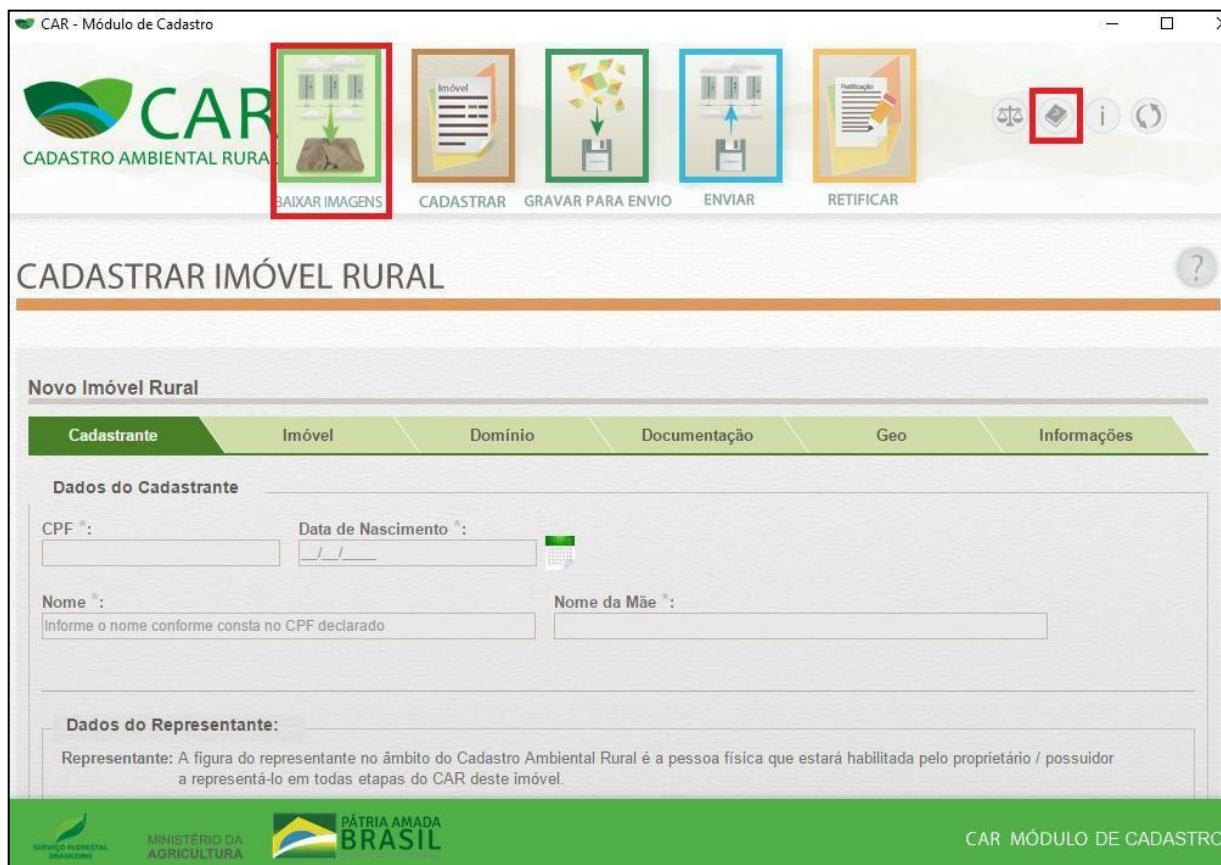 CAR - Módulo de Cadastro
CAR
CADASTRO AMBIENTAL RURA
Imóvel
Retificação
BAIXAR IMAGENS
CADASTRAR
GRAVAR PARA ENVIO
ENVIAR
RETIFICAR
CADASTRAR IMÓVEL RURAL
?
Novo Imóvel Rural
Cadastrante
Imóvel
Domínio
Documentação
Geo
Informações
Dados do Cadastrante
CPF *:
Data de Nascimento *:
__/__/____
Nome *:
Nome da Mãe *:
Informe o nome conforme consta no CPF declarado
Dados do Representante:
Representante: A figura do representante no âmbito do Cadastro Ambiental Rural é a pessoa física que estará habilitada pelo proprietário / possuidor
a representá-lo em todas etapas do CAR deste imóvel.
SERVIÇO FLORESTAL
BRASILEIRO
MINISTÉRIO DA
AGRICULTURA
PÁTRIA AMADA
BRASIL
CAR MÓDULO DE CADASTRO